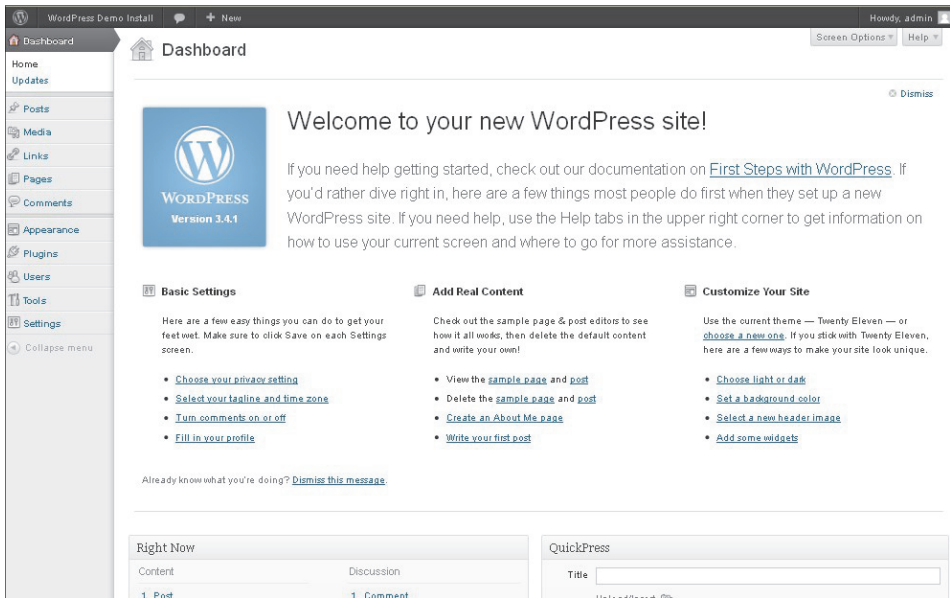 WordPress Demo Install + New Howdy, admin
Dashboard
Home
Updates
Posts
Media
Links
Pages
Comments
Appearance
Plugins
Users
Tools
Settings
Collapse menu
Dashboard
Screen Options Help
Dismiss
WORDPRESS
Version 3.4.1
Welcome to your new WordPress site!
If you need help getting started, check out our documentation on First Steps with WordPress. If
you'd rather dive right in, here are a few things most people do first when they set up a new
WordPress site. If you need help, use the Help tabs in the upper right corner to get information on
how to use your current screen and where to go for more assistance.
Basic Settings
Here are a few easy things you can do to get your
feet wet. Make sure to click Save on each Settings
screen.
• Choose your privacy setting
• Select your tagline and time zone
• Turn comments on or off
• Fill in your profile
Add Real Content
Check out the sample page & post editors to see
how it all works, then delete the default content
and write your own!
• View the sample page and post
• Delete the sample page and post
• Create an About Me page
• Write your first post
Customize Your Site
Use the current theme — Twenty Eleven — or
choose a new one. If you stick with Twenty Eleven,
here are a few ways to make your site look unique.
• Choose light or dark
• Set a background color
• Select a new header image
• Add some widgets
Already know what you're doing? Dismiss this message.
Right Now
Content Discussion
1 Post 1 Comment
QuickPress
Title
Upload/Insert